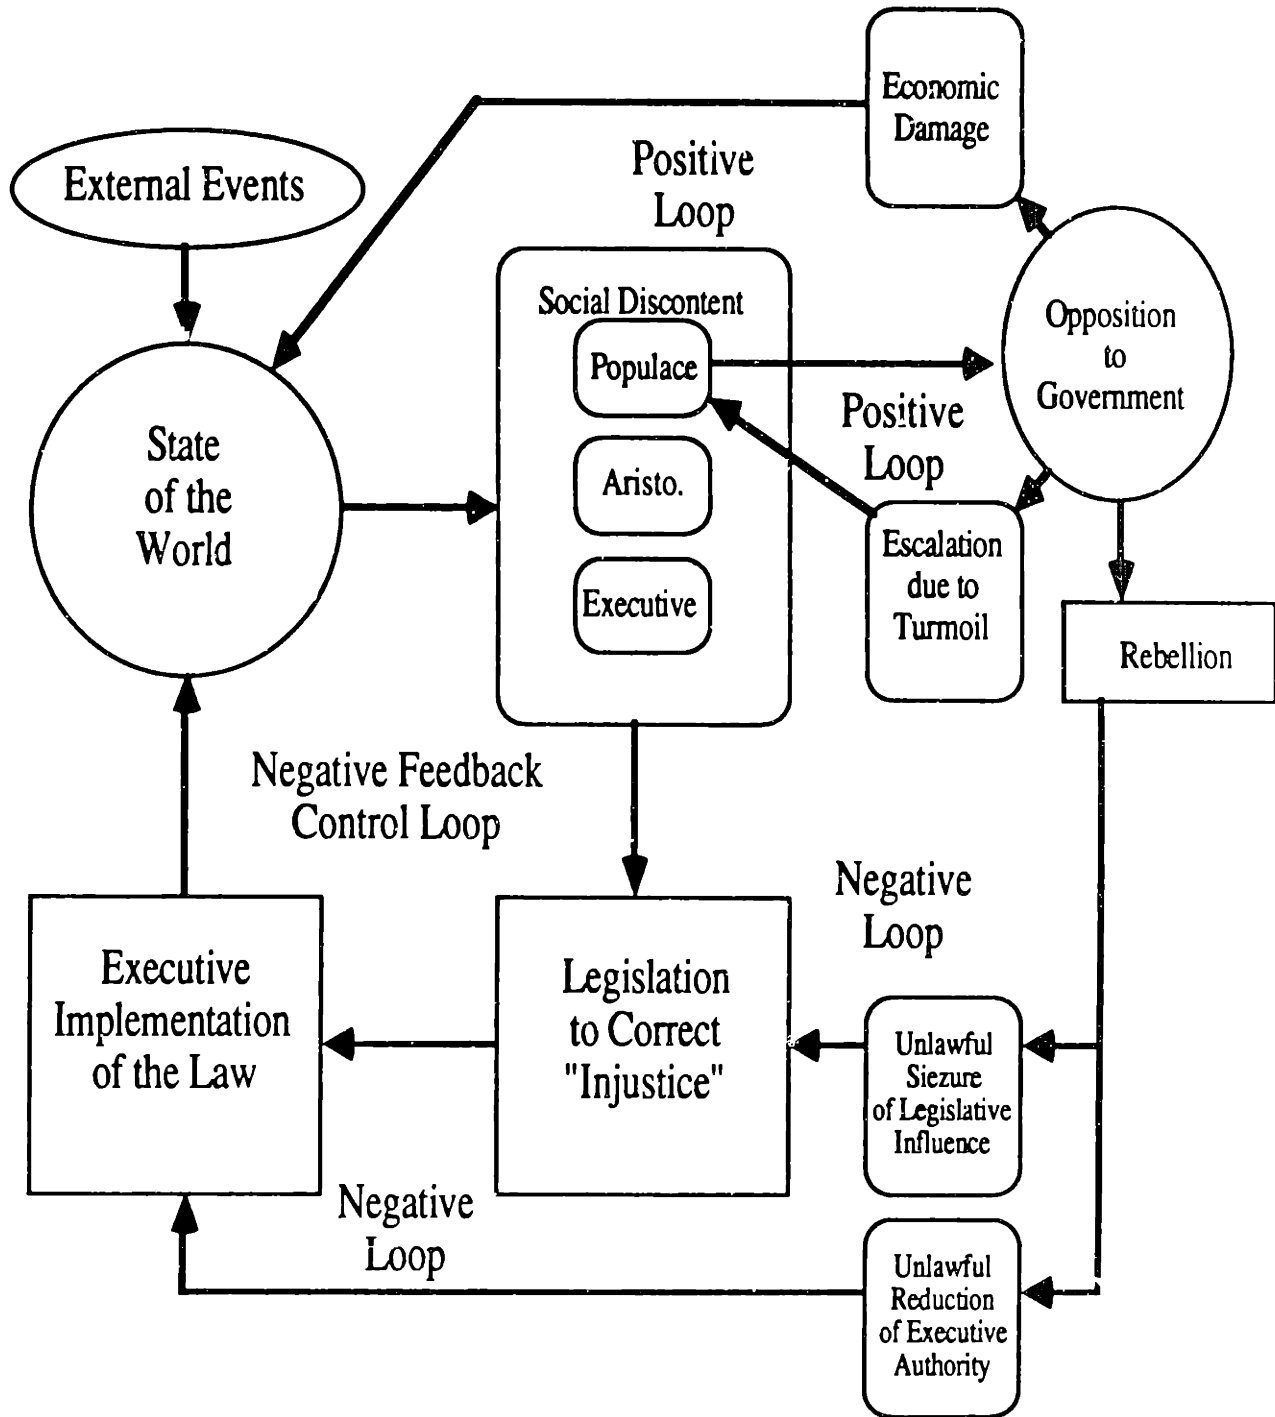 Economic
Damage
Positive
Loop
External Events
Social Discontent
Populace
Aristo.
Executive
Opposition
to
Government
Positive
Loop
State
of the
World
Escalation
due to
Turmoil
Rebellion
Negative Feedback
Control Loop
Negative
Loop
Executive
Implementation
of the Law
Legislation
to Correct
"Injustice"
Unlawful
Siezure
of Legislative
Influence
Negative
Loop
Unlawful
Reduction
of Executive
Authority